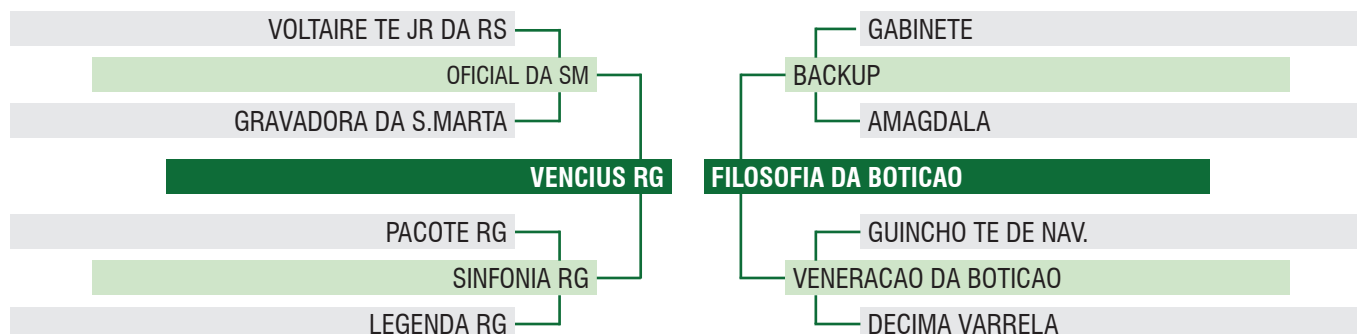 VOLTAIRE TE JR DA RS
OFICIAL DA SM
GRAVADORA DA S.MARTA
VENCIUS RG
PACOTE RG
SINFONIA RG
LEGENDA RG
GABINETE
BACKUP
AMAGDALA
FILOSOFIA DA BOTICAO
GUINCHO TE DE NAV.
VENERACAO DA BOTICAO
DECIMA VARRELA